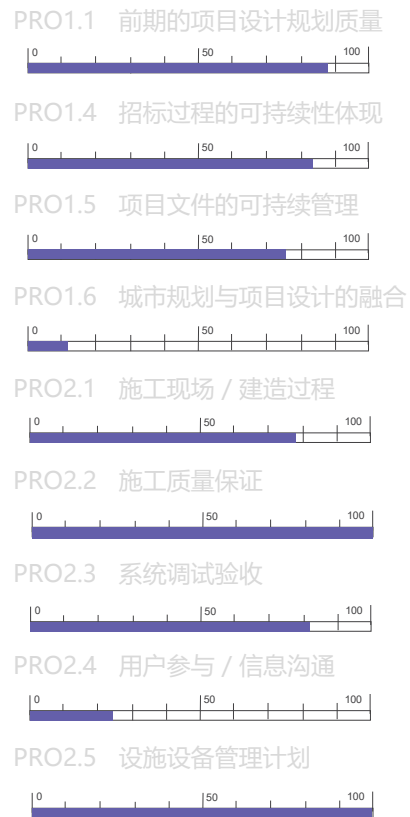 PRO1.1 前期的项目设计规划质量
0 50 100
PRO1.4 招标过程的可持续性体现
0 50 100
PRO1.5 项目文件的可持续管理
0 50 100
PRO1.6 城市规划与项目设计的融合
0 50 100
PRO2.1 施工现场 / 建造过程
0 50 100
PRO2.2 施工质量保证
0 50 100
PRO2.3 系统调试验收
0 50 100
PRO2.4 用户参与 / 信息沟通
0 50 100
PRO2.5 设施设备管理计划
0 50 100